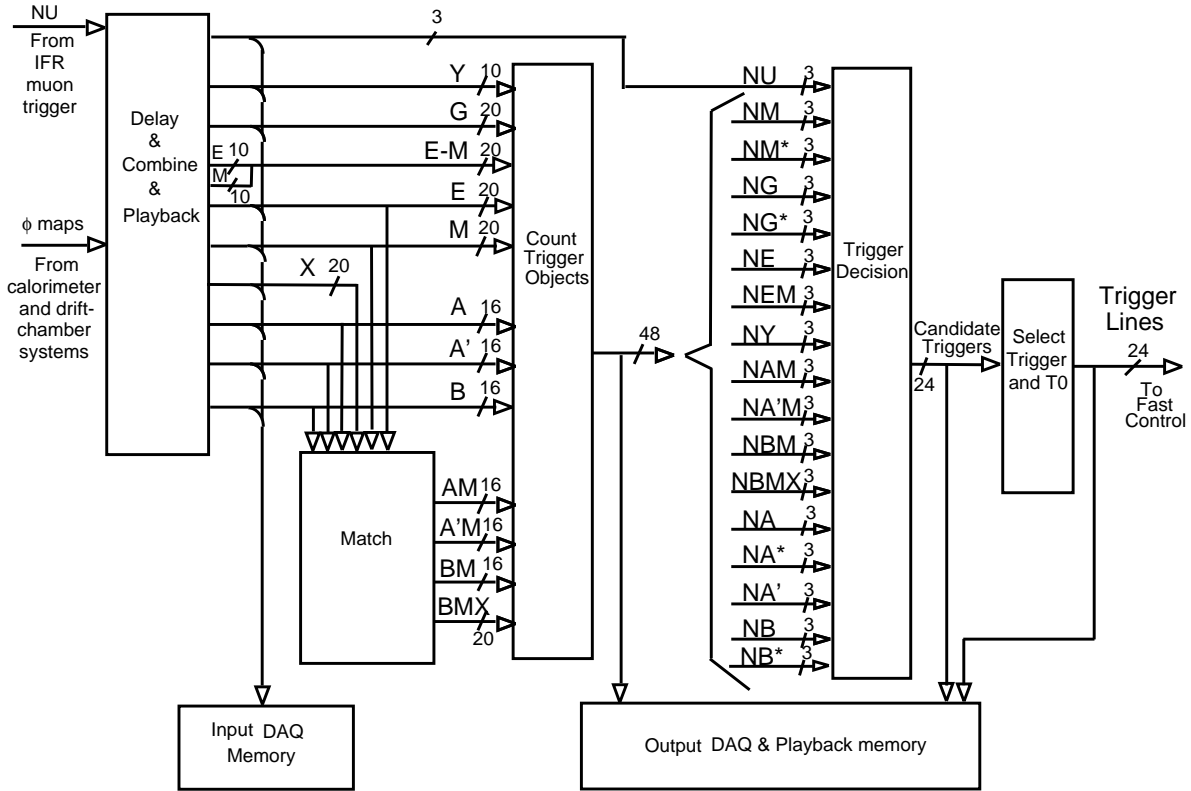 NU
From
IFR
muon
trigger
ϕ maps
From
calorimeter
and drift-
chamber
systems
Delay
&
Combine
&
Playback
3
Y 10
G 20
E 10
M 10
E-M 20
E 20
M 20
X 20
A 16
A' 16
B 16
Match
AM 16
A'M 16
BM 16
BMX 20
Count
Trigger
Objects
48
NU 3
NM 3
NM* 3
NG 3
NG* 3
NE 3
NEM 3
NY 3
NAM 3
NA'M 3
NBM 3
NBMX 3
NA 3
NA* 3
NA' 3
NB 3
NB* 3
Trigger
Decision
Candidate
Triggers
24
Select
Trigger
and T0
Trigger
Lines
24
To
Fast
Control
Input DAQ
Memory
Output DAQ & Playback memory